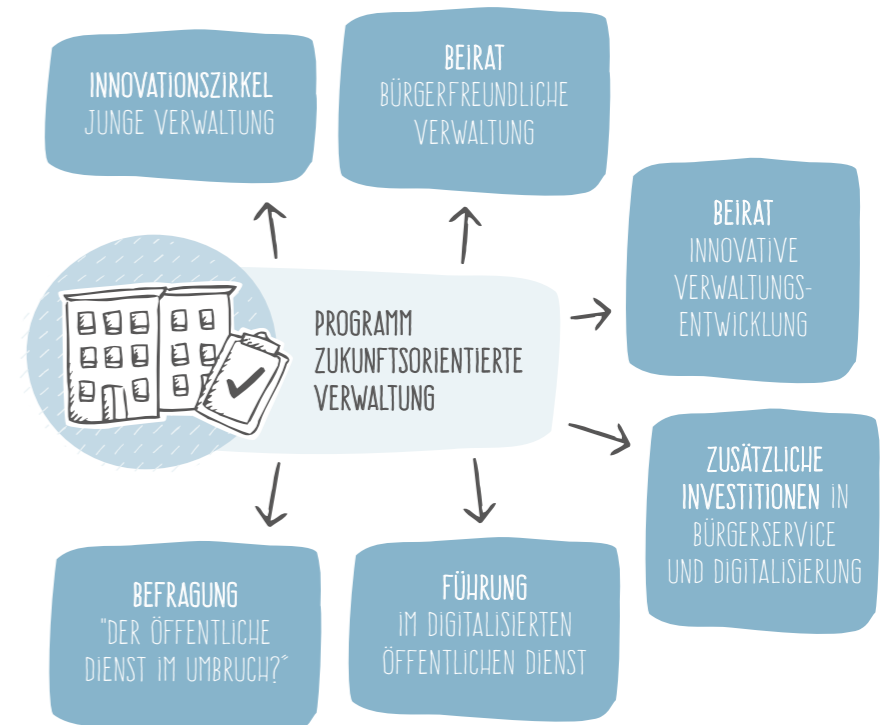 INNOVATIONSZIRKEL
JUNGE VERWALTUNG
BEIRAT
BÜRGERFREUNDLICHE
VERWALTUNG
BEIRAT
INNOVATIVE
VERWALTUNGS-
ENTWICKLUNG
PROGRAMM
ZUKUNFTSORIENTIERTE
VERWALTUNG
ZUSÄTZLICHE
INVESTITIONEN IN
BÜRGERSERVICE
UND DIGITALISIERUNG
BEFRAGUNG
"DER ÖFFENTLICHE
DIENST IM UMBRUCH?"
FÜHRUNG
IM DIGITALISIERTEN
ÖFFENTLICHEN DIENST